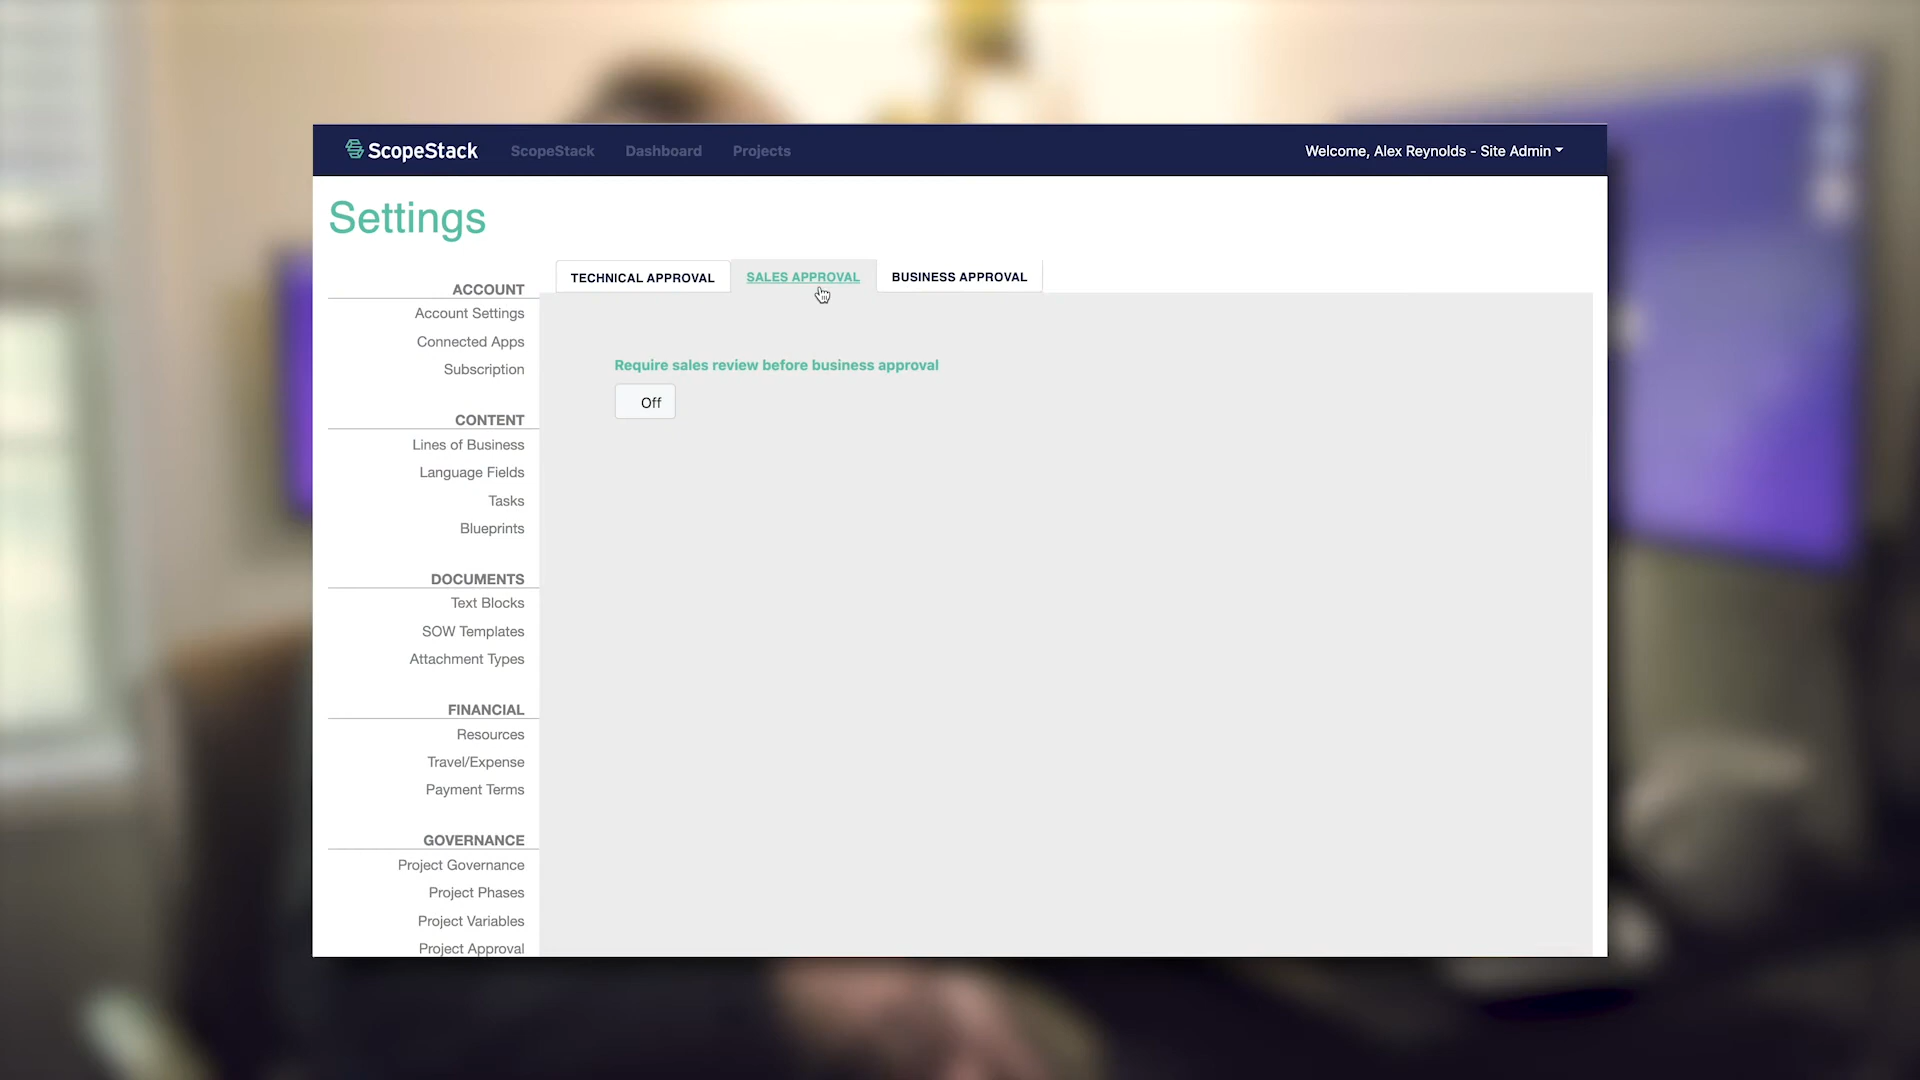 ScopeStack ScopeStack Dashboard Projects Welcome, Alex Reynolds - Site Admin
Settings
TECHNICAL APPROVAL SALES APPROVAL BUSINESS APPROVAL
ACCOUNT
Account Settings
Connected Apps
Subscription
CONTENT
Lines of Business
Language Fields
Tasks
Blueprints
DOCUMENTS
Text Blocks
SOW Templates
Attachment Types
FINANCIAL
Resources
Travel/Expense
Payment Terms
GOVERNANCE
Project Governance
Project Phases
Project Variables
Project Approval
Require sales review before business approval
Off